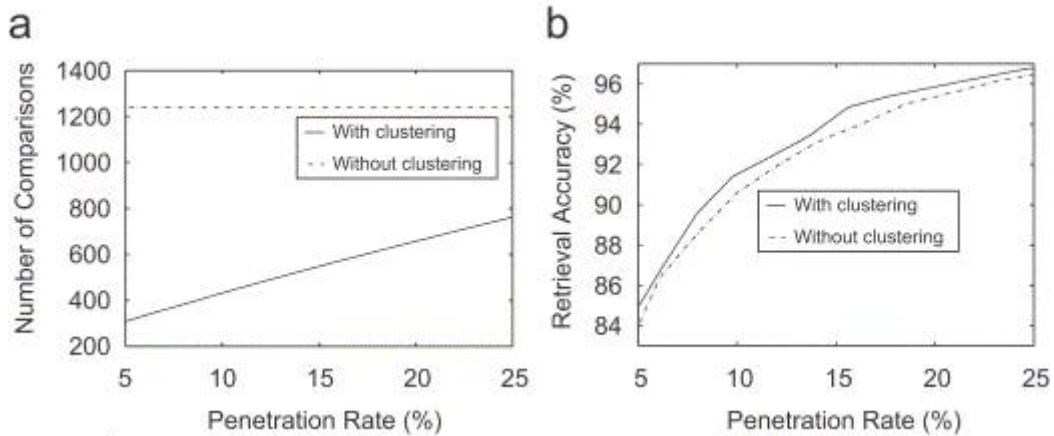 a
Number of Comparisons
1400
1200
1000
800
600
400
200
With clustering
Without clustering
5 10 15 20 25
Penetration Rate (%)
b
Retrieval Accuracy (%)
96
94
92
90
88
86
84
With clustering
Without clustering
5 10 15 20 25
Penetration Rate (%)